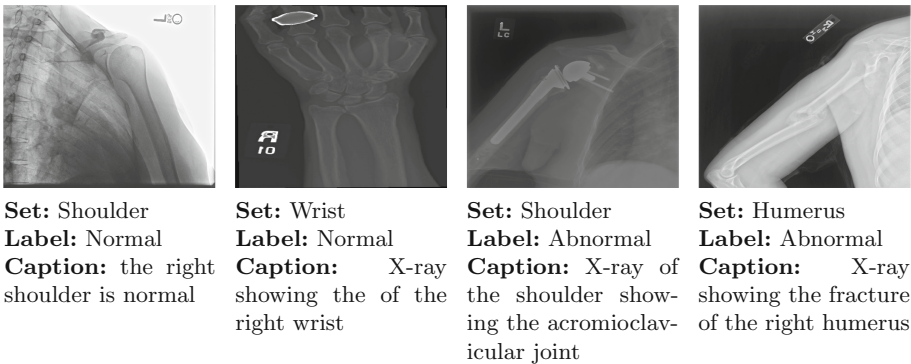 Set: Shoulder
Label: Normal
Caption: the right
shoulder is normal
Set: Wrist
Label: Normal
Caption: X-ray
showing the of the
right wrist
L
LC
Set: Shoulder
Label: Abnormal
Caption: X-ray of
the shoulder show-
ing the acromioclav-
icular joint
Set: Humerus
Label: Abnormal
Caption: X-ray
showing the fracture
of the right humerus